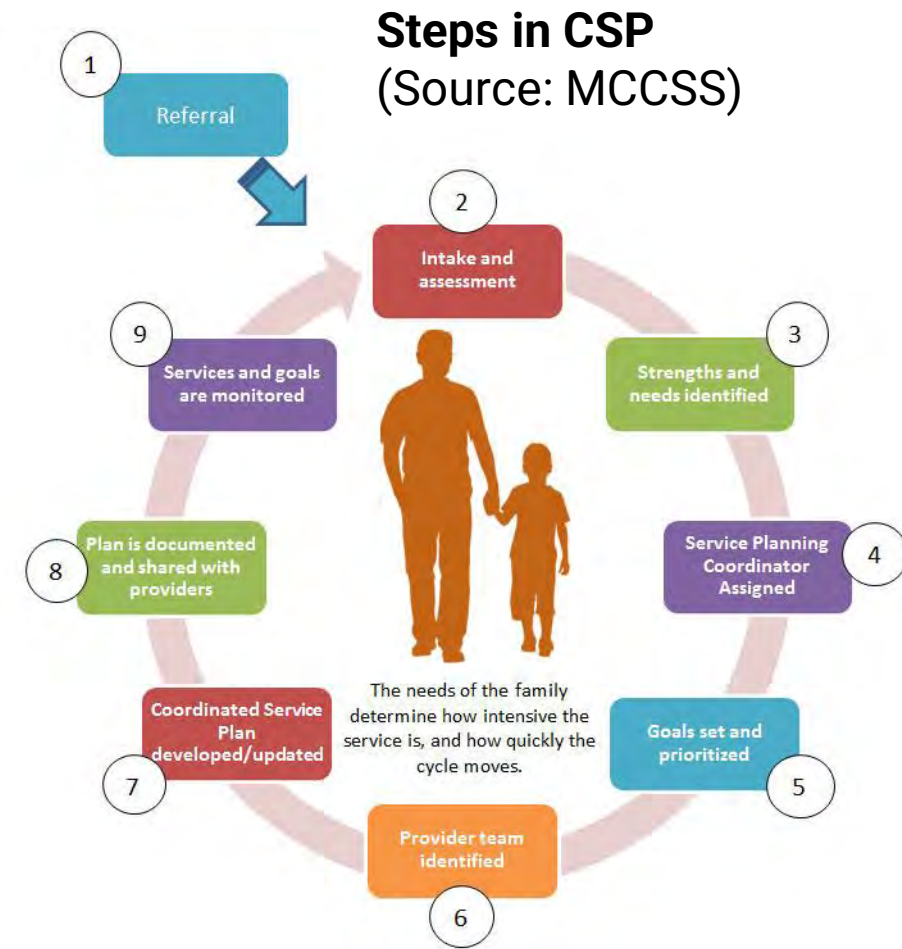 Steps in CSP
(Source: MCCSS)
1
Referral
2
Intake and
assessment
3
Strengths and
needs identified
4
Service Planning
Coordinator
Assigned
5
Goals set and
prioritized
6
Provider team
identified
7
Coordinated Service
Plan
developed/updated
8
Plan is documented
and shared with
providers
9
Services and goals
are monitored
The needs of the family
determine how intensive the
service is, and how quickly the
cycle moves.